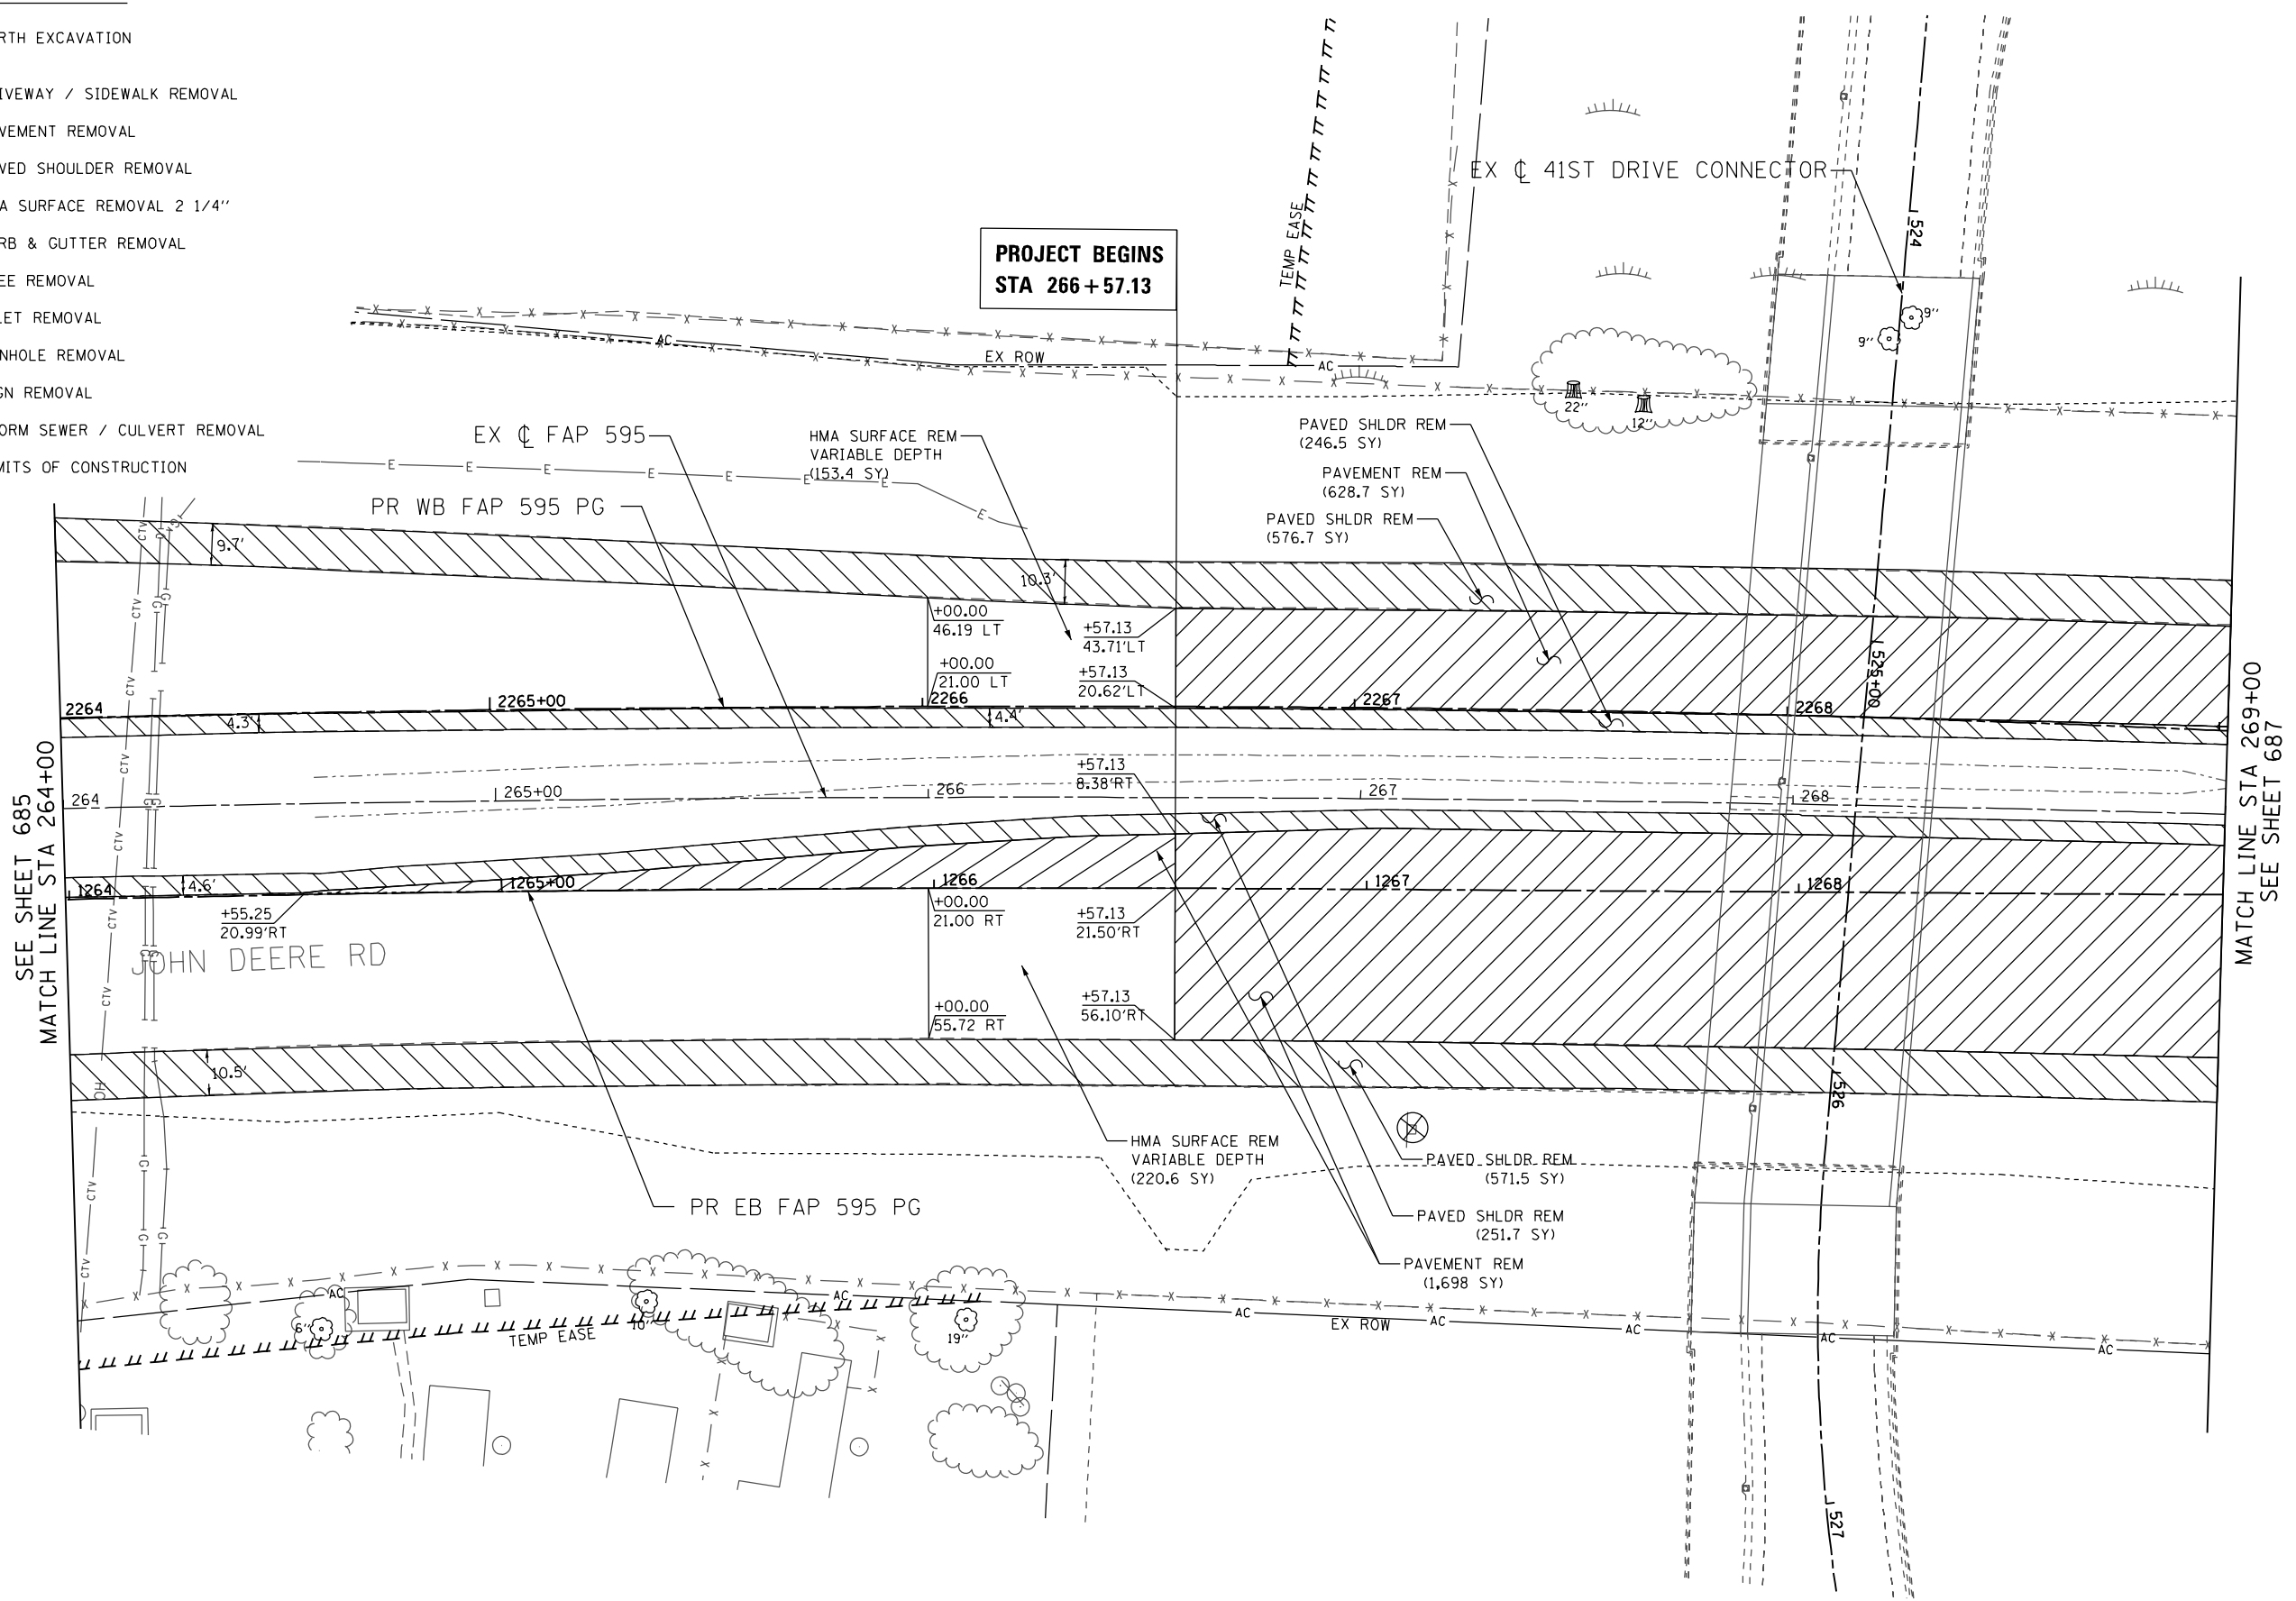 RTH EXCAVATION
IVEWAY / SIDEWALK REMOVAL
VEMENT REMOVAL
VED SHOULDER REMOVAL
A SURFACE REMOVAL 2 1/4"
RB & GUTTER REMOVAL
EE REMOVAL
LET REMOVAL
NHOLE REMOVAL
GN REMOVAL
ORM SEWER / CULVERT REMOVAL
MITS OF CONSTRUCTION
PROJECT BEGINS
STA 266+57.13
TEMP EASE
EX ℄ 41ST DRIVE CONNECTOR
524
9"
9"
22"
12"
AC
EX ROW
AC
EX ℄ FAP 595
PR WB FAP 595 PG
HMA SURFACE REM
VARIABLE DEPTH
(153.4 SY)
PAVED SHLDR REM
(246.5 SY)
PAVEMENT REM
(628.7 SY)
PAVED SHLDR REM
(576.7 SY)
E E E E E E E E
CTV
9.7'
10.3'
+00.00
46.19 LT
+57.13
43.71'LT
+00.00
21.00 LT
+57.13
20.62'LT
2264
2265+00
2266
2267
2268
525+00
4.3'
4.4'
+57.13
8.38'RT
264
265+00
266
267
268
1264
4.6'
1265+00
1266
1267
1268
+55.25
20.99'RT
+00.00
21.00 RT
+57.13
21.50'RT
JOHN DEERE RD
+00.00
55.72 RT
+57.13
56.10'RT
10.5'
526
SEE SHEET 685
MATCH LINE STA 264+00
MATCH LINE STA 269+00
SEE SHEET 687
HMA SURFACE REM
VARIABLE DEPTH
(220.6 SY)
PAVED SHLDR REM
(571.5 SY)
PAVED SHLDR REM
(251.7 SY)
PAVEMENT REM
(1,698 SY)
PR EB FAP 595 PG
OH
CTV
AC
6"
10"
TEMP EASE
AC
19"
AC
EX ROW
AC
AC
AC
AC
527